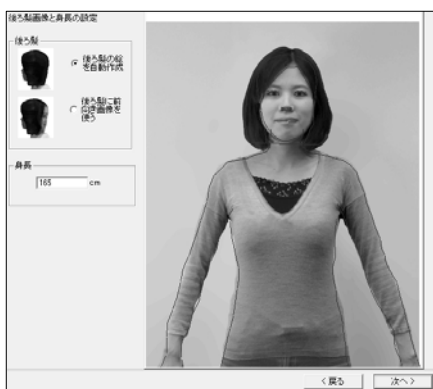 後ろ髪画像と身長の設定
後ろ髪
後ろ髪の絵
を自動作成
後ろ髪に前
向き画像を
使う
身長
165 cm
< 戻る
次へ >